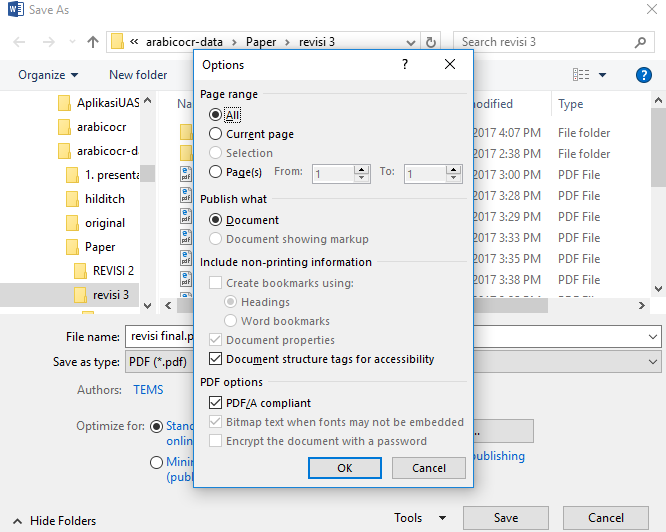 Save As
« arabicocr-data > Paper > revisi 3
Search revisi 3
Organize
New folder
AplikasiUAS
arabicocr
arabicocr-da
1. presenta
hilditch
original
Paper
REVISI 2
revisi 3
Na
modified
Type
2017 4:07 PM File folder
2017 2:38 PM File folder
2017 3:00 PM PDF File
2017 3:28 PM PDF File
2017 3:29 PM PDF File
2017 3:33 PM PDF File
2017 3:35 PM PDF File
2017 3:38 PM PDF File
Options
?
Page range
All
Current page
Selection
Page(s) From: 1 To: 1
Publish what
Document
Document showing markup
Include non-printing information
Create bookmarks using:
Headings
Word bookmarks
Document properties
Document structure tags for accessibility
PDF options
PDF/A compliant
Bitmap text when fonts may not be embedded
Encrypt the document with a password
OK Cancel
File name: revisi final.p
Save as type: PDF (*.pdf)
Authors: TEMS
Optimize for: Stand
online
Minim
(publ
publishing
Hide Folders
Tools
Save
Cancel